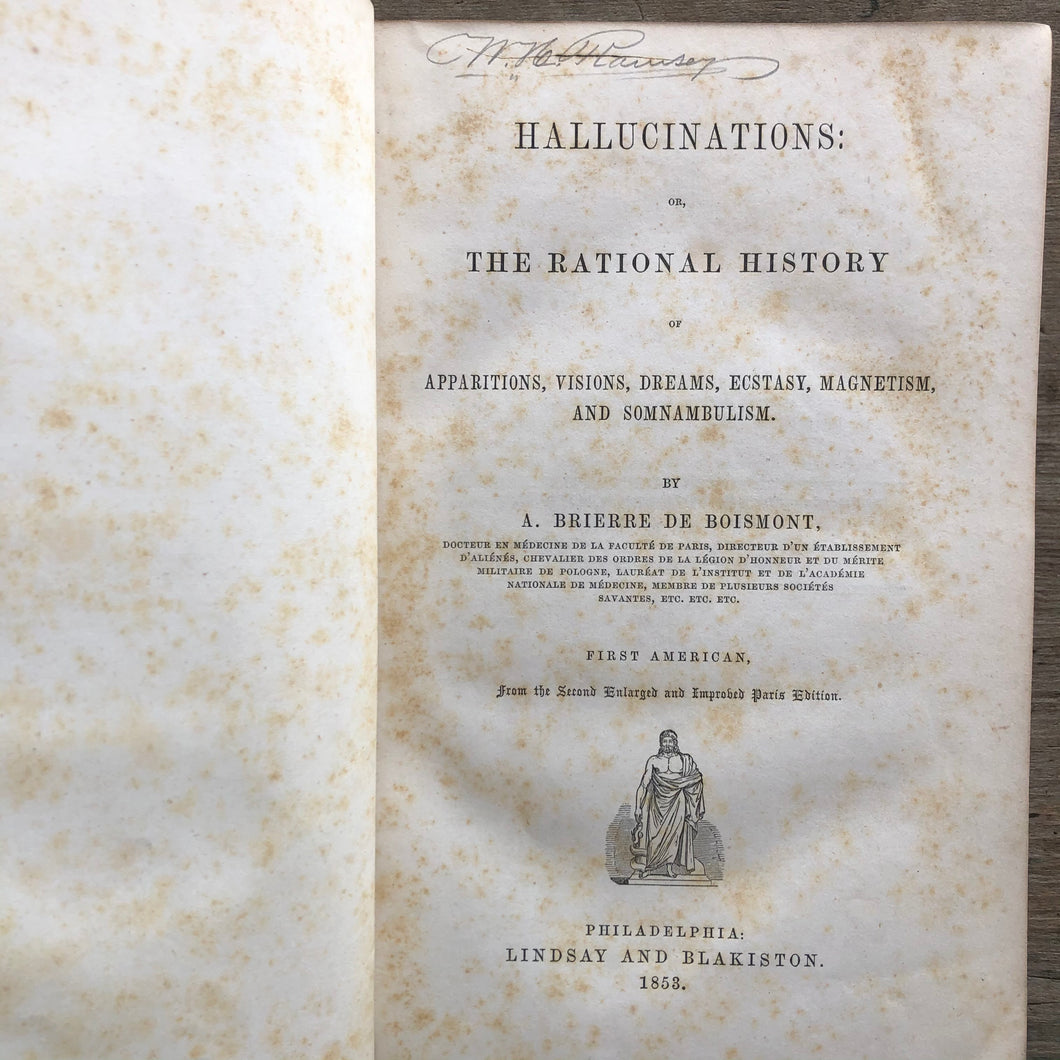 W. H. Ramsey
HALLUCINATIONS:
OR,
THE RATIONAL HISTORY
OF
APPARITIONS, VISIONS, DREAMS, ECSTASY, MAGNETISM,
AND SOMNAMBULISM.
BY
A. BRIERRE DE BOISMONT,
DOCTEUR EN MÉDECINE DE LA FACULTÉ DE PARIS, DIRECTEUR D'UN ÉTABLISSEMENT
D'ALIÉNÉS, CHEVALIER DES ORDRES DE LA LÉGION D'HONNEUR ET DU MÉRITE
MILITAIRE DE POLOGNE, LAURÉAT DE L'INSTITUT ET DE L'ACADÉMIE
NATIONALE DE MÉDECINE, MEMBRE DE PLUSIEURS SOCIÉTÉS
SAVANTES, ETC. ETC. ETC.
FIRST AMERICAN,
From the Second Enlarged and Improved Paris Edition.
PHILADELPHIA:
LINDSAY AND BLAKISTON.
1853.